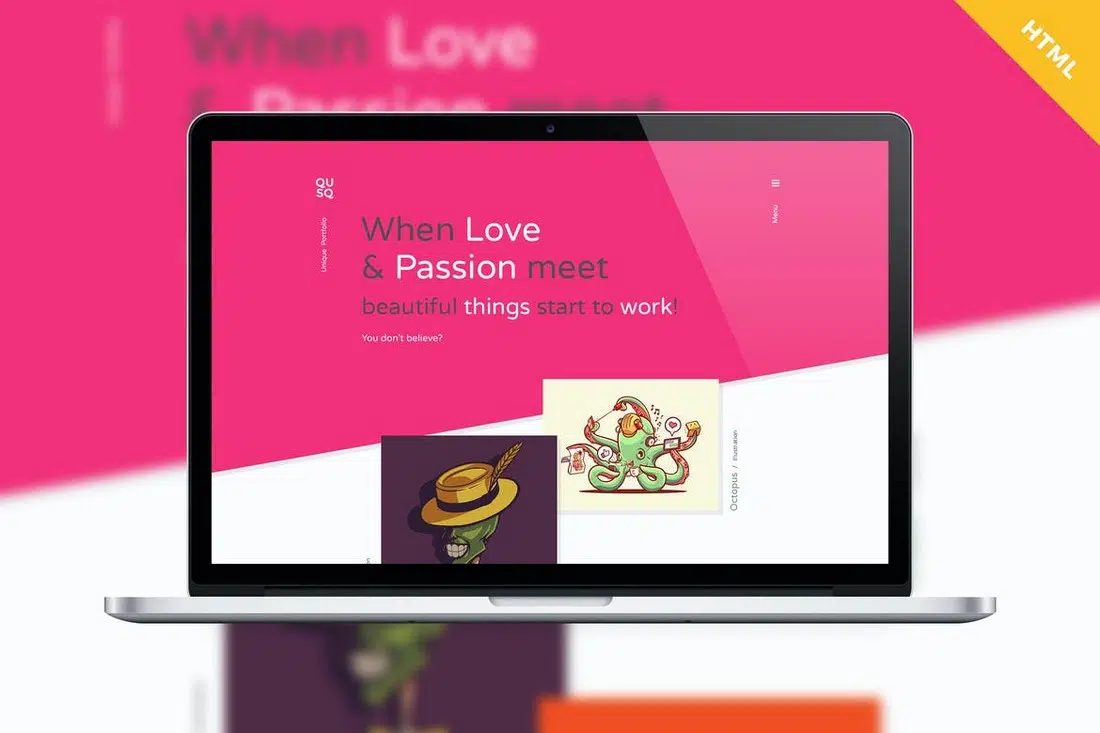 When Love
& Passion meet
HTML
QU
SQ
Unique Portfolio
Menu
When Love
& Passion meet
beautiful things start to work!
You don't believe?
Octopus / Illustration